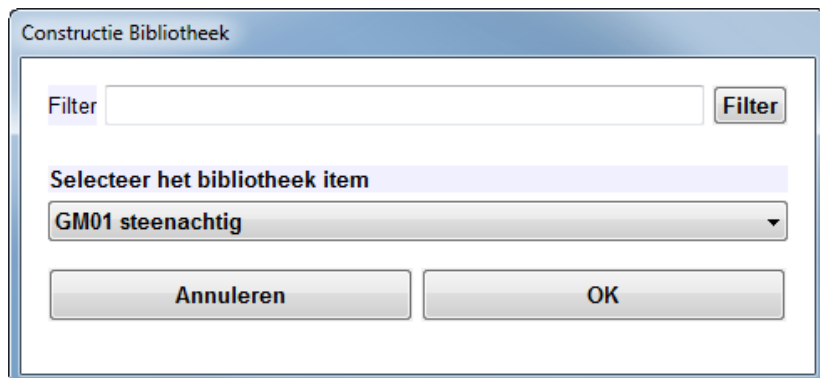 Constructie Bibliotheek
Filter Filter
Selecteer het bibliotheek item
GM01 steenachtig
Annuleren OK